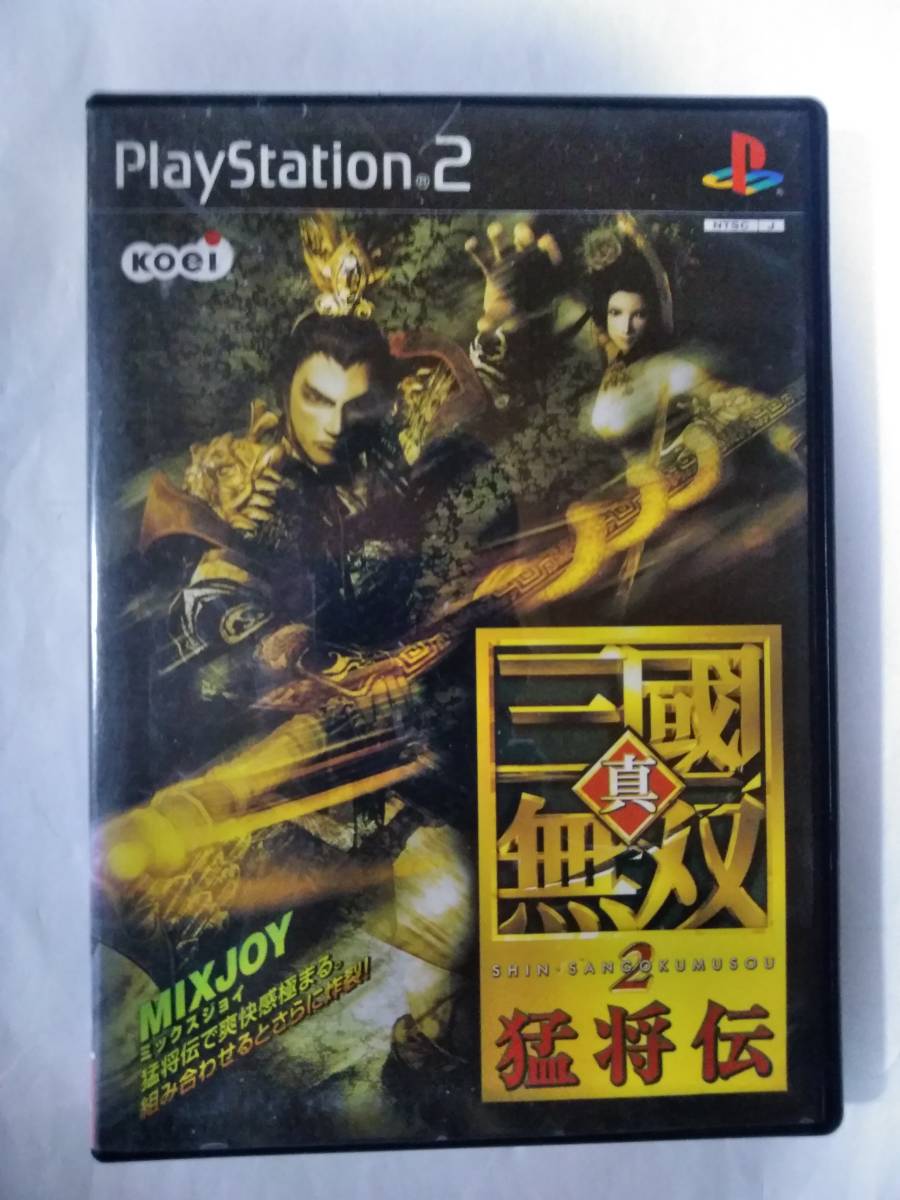 PlayStation®2
NTSC J
KOEI
真・三國無双
2
SHIN・SANGOKUMUSOU
猛将伝
MIXJOY
ミックスジョイ
猛将伝で爽快感極まる。
組み合わせるとさらに炸裂!!